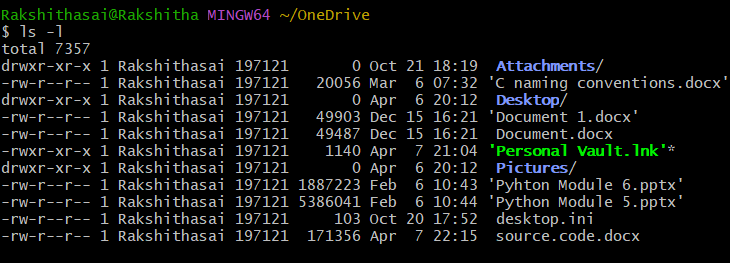 Rakshithasai@Rakshitha MINGW64 ~/OneDrive
$ ls -l
total 7357
drwxr-xr-x 1 Rakshithasai 197121       0 Oct 21 18:19  Attachments/
-rw-r--r-- 1 Rakshithasai 197121   20056 Mar  6 07:32 'C naming conventions.docx'
drwxr-xr-x 1 Rakshithasai 197121       0 Apr  6 20:12  Desktop/
-rw-r--r-- 1 Rakshithasai 197121   49903 Dec 15 16:21 'Document 1.docx'
-rw-r--r-- 1 Rakshithasai 197121   49487 Dec 15 16:21  Document.docx
-rwxr-xr-x 1 Rakshithasai 197121    1140 Apr  7 21:04 'Personal Vault.lnk'*
drwxr-xr-x 1 Rakshithasai 197121       0 Apr  6 20:12  Pictures/
-rw-r--r-- 1 Rakshithasai 197121 1887223 Feb  6 10:43 'Pyhton Module 6.pptx'
-rw-r--r-- 1 Rakshithasai 197121 5386041 Feb  6 10:44 'Python Module 5.pptx'
-rw-r--r-- 1 Rakshithasai 197121     103 Oct 20 17:52  desktop.ini
-rw-r--r-- 1 Rakshithasai 197121  171356 Apr  7 22:15  source.code.docx